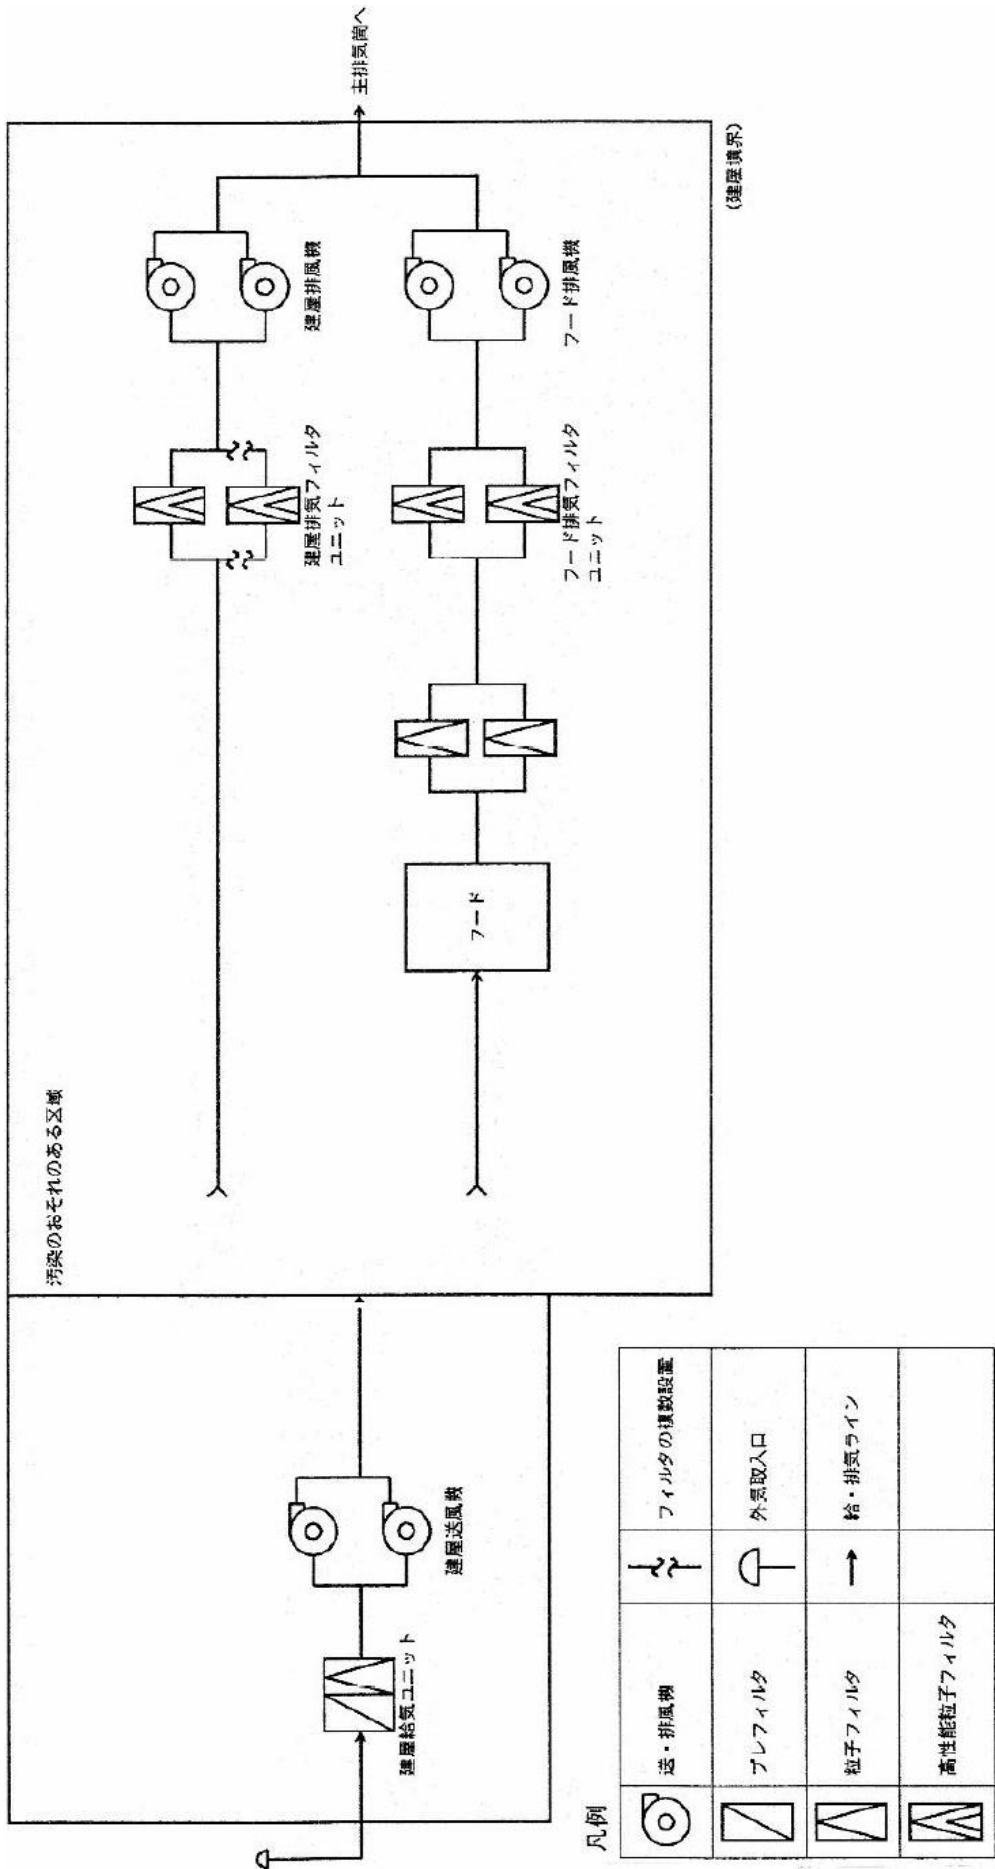 汚染のおそれのある区域
建屋給気ユニット
建屋送風機
建屋排気フィルタ
ユニット
建屋排風機
主排気筒へ
フード
フード排気フィルタ
ユニット
フード排風機
(建屋境界)
凡例
送・排風機
フィルタの複数設置
プレフィルタ
外気取入口
粒子フィルタ
給・排気ライン
高性能粒子フィルタ